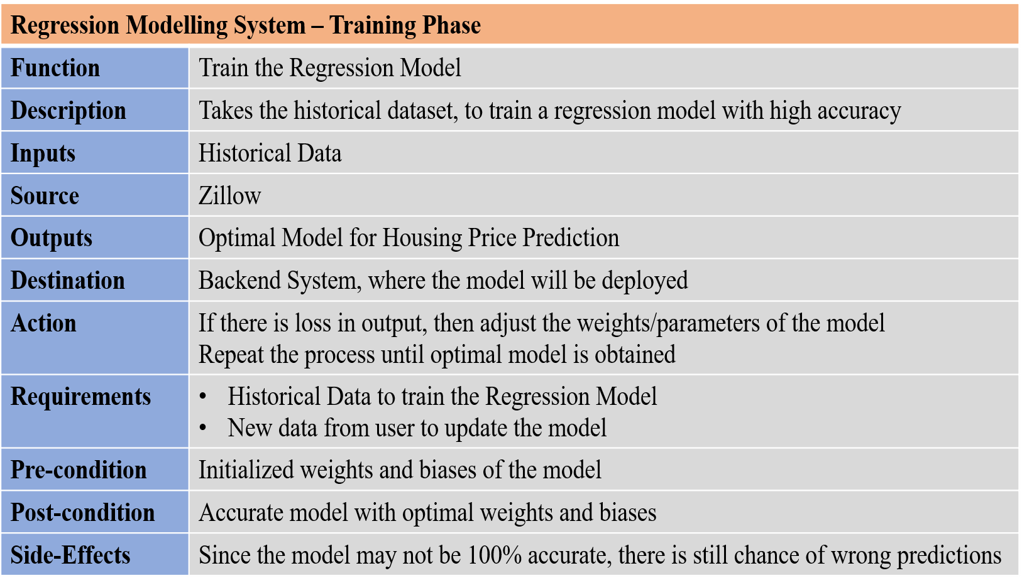 Regression Modelling System – Training Phase
Function Train the Regression Model
Description Takes the historical dataset, to train a regression model with high accuracy
Inputs Historical Data
Source Zillow
Outputs Optimal Model for Housing Price Prediction
Destination Backend System, where the model will be deployed
Action If there is loss in output, then adjust the weights/parameters of the model
Repeat the process until optimal model is obtained
Requirements • Historical Data to train the Regression Model
• New data from user to update the model
Pre-condition Initialized weights and biases of the model
Post-condition Accurate model with optimal weights and biases
Side-Effects Since the model may not be 100% accurate, there is still chance of wrong predictions